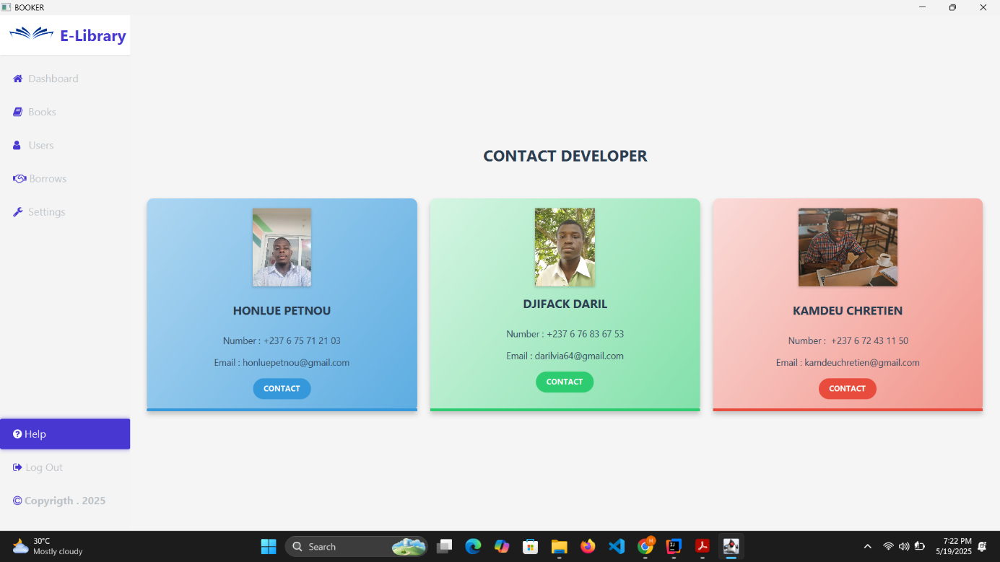 BOOKER
E-Library
Dashboard
Books
Users
Borrows
Settings
Help
Log Out
© Copyrigth . 2025
CONTACT DEVELOPER
HONLUE PETNOU
Number : +237 6 75 71 21 03
Email : honluepetnou@gmail.com
CONTACT
DJIFACK DARIL
Number : +237 6 76 83 67 53
Email : darilvia64@gmail.com
CONTACT
KAMDEU CHRETIEN
Number : +237 6 72 43 11 50
Email : kamdeuchretien@gmail.com
CONTACT
30°C
Mostly cloudy
Search
H
IJ
7:22 PM
5/19/2025